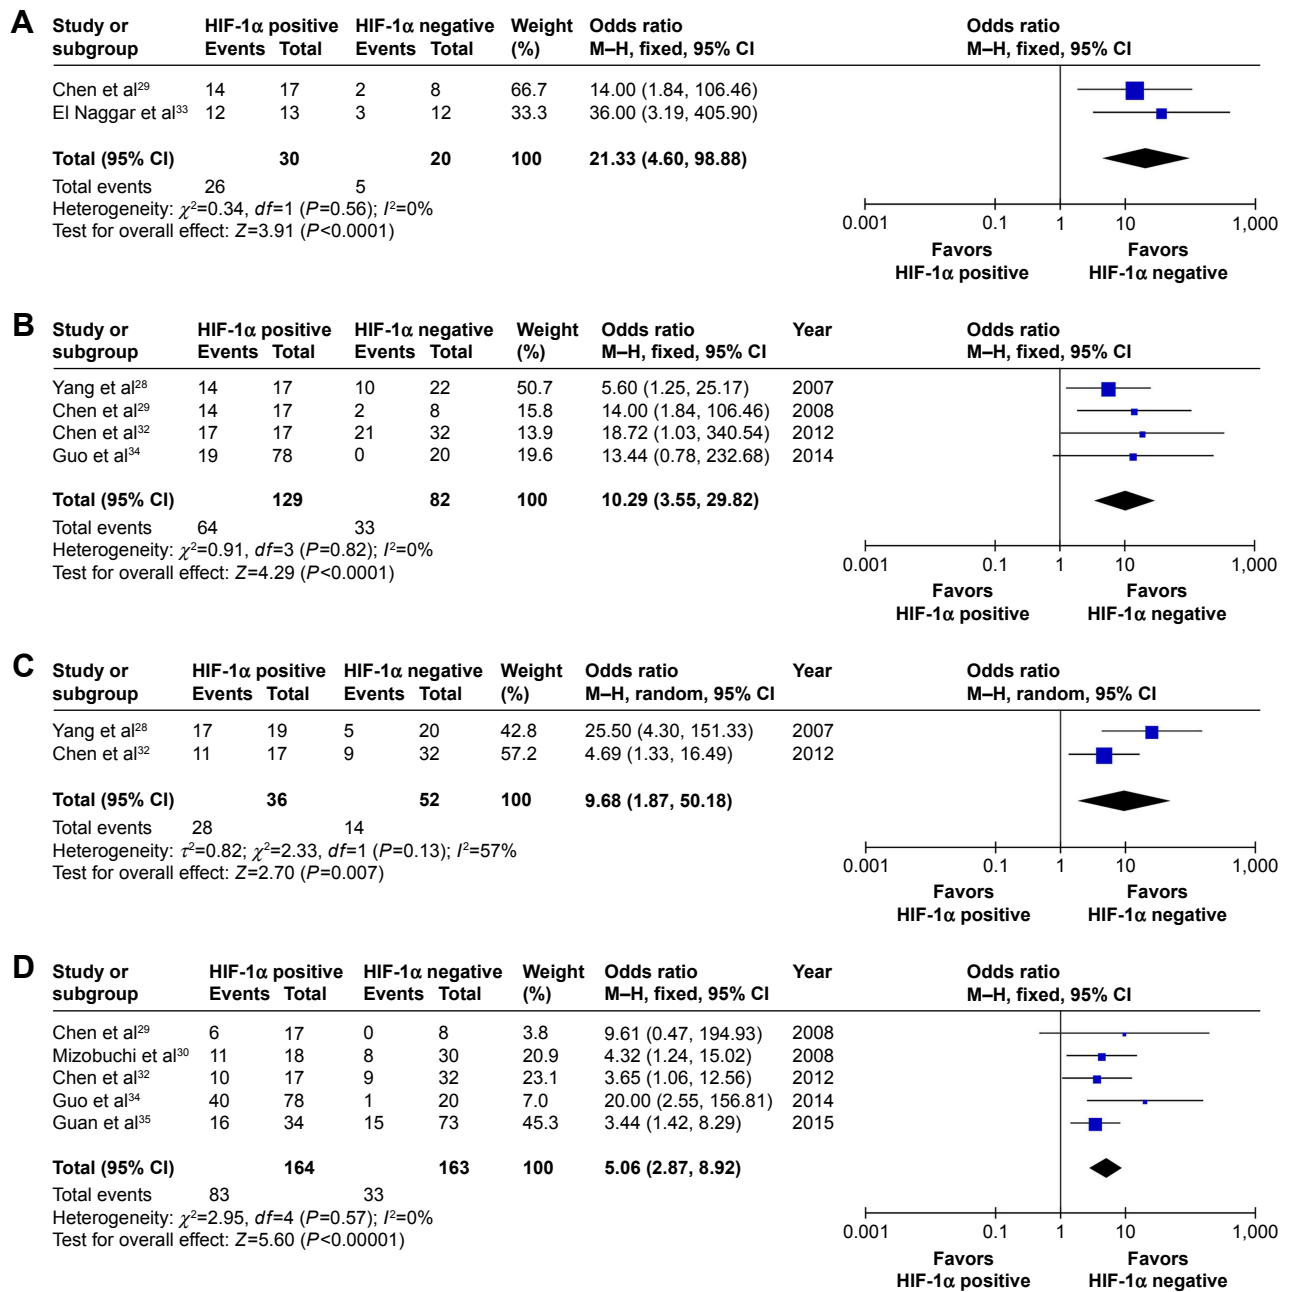 A
Study or HIF-1α positive HIF-1α negative Weight Odds ratio Odds ratio
subgroup Events Total Events Total (%) M–H, fixed, 95% CI M–H, fixed, 95% CI
Chen et al29 14 17 2 8 66.7 14.00 (1.84, 106.46)
El Naggar et al33 12 13 3 12 33.3 36.00 (3.19, 405.90)
Total (95% CI) 30 20 100 21.33 (4.60, 98.88)
Total events 26 5
Heterogeneity: χ2=0.34, df=1 (P=0.56); I2=0%
Test for overall effect: Z=3.91 (P<0.0001)
0.001 0.1 1 10 1,000
Favors Favors
HIF-1α positive HIF-1α negative
B
Study or HIF-1α positive HIF-1α negative Weight Odds ratio Year Odds ratio
subgroup Events Total Events Total (%) M–H, fixed, 95% CI M–H, fixed, 95% CI
Yang et al28 14 17 10 22 50.7 5.60 (1.25, 25.17) 2007
Chen et al29 14 17 2 8 15.8 14.00 (1.84, 106.46) 2008
Chen et al32 17 17 21 32 13.9 18.72 (1.03, 340.54) 2012
Guo et al34 19 78 0 20 19.6 13.44 (0.78, 232.68) 2014
Total (95% CI) 129 82 100 10.29 (3.55, 29.82)
Total events 64 33
Heterogeneity: χ2=0.91, df=3 (P=0.82); I2=0%
Test for overall effect: Z=4.29 (P<0.0001)
0.001 0.1 1 10 1,000
Favors Favors
HIF-1α positive HIF-1α negative
C
Study or HIF-1α positive HIF-1α negative Weight Odds ratio Year Odds ratio
subgroup Events Total Events Total (%) M–H, random, 95% CI M–H, random, 95% CI
Yang et al28 17 19 5 20 42.8 25.50 (4.30, 151.33) 2007
Chen et al32 11 17 9 32 57.2 4.69 (1.33, 16.49) 2012
Total (95% CI) 36 52 100 9.68 (1.87, 50.18)
Total events 28 14
Heterogeneity: τ2=0.82; χ2=2.33, df=1 (P=0.13); I2=57%
Test for overall effect: Z=2.70 (P=0.007)
0.001 0.1 1 10 1,000
Favors Favors
HIF-1α positive HIF-1α negative
D
Study or HIF-1α positive HIF-1α negative Weight Odds ratio Year Odds ratio
subgroup Events Total Events Total (%) M–H, fixed, 95% CI M–H, fixed, 95% CI
Chen et al29 6 17 0 8 3.8 9.61 (0.47, 194.93) 2008
Mizobuchi et al30 11 18 8 30 20.9 4.32 (1.24, 15.02) 2008
Chen et al32 10 17 9 32 23.1 3.65 (1.06, 12.56) 2012
Guo et al34 40 78 1 20 7.0 20.00 (2.55, 156.81) 2014
Guan et al35 16 34 15 73 45.3 3.44 (1.42, 8.29) 2015
Total (95% CI) 164 163 100 5.06 (2.87, 8.92)
Total events 83 33
Heterogeneity: χ2=2.95, df=4 (P=0.57); I2=0%
Test for overall effect: Z=5.60 (P<0.00001)
0.001 0.1 1 10 1,000
Favors Favors
HIF-1α positive HIF-1α negative